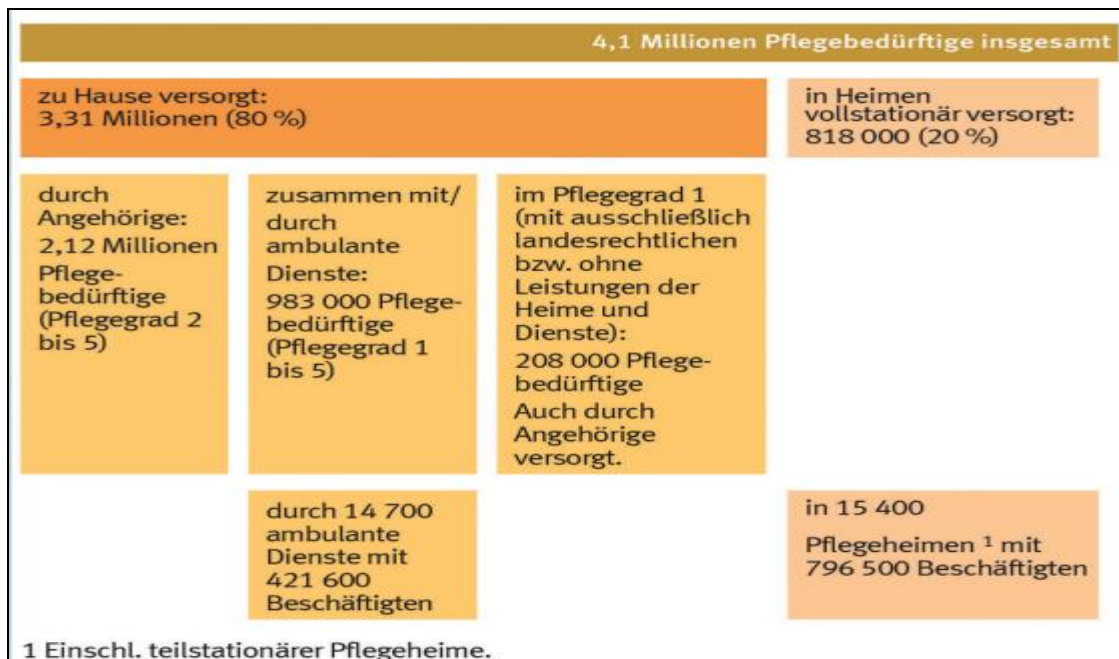 4,1 Millionen Pflegebedürftige insgesamt
zu Hause versorgt:
3,31 Millionen (80 %)
in Heimen
vollstationär versorgt:
818 000 (20 %)
durch
Angehörige:
2,12 Millionen
Pflege-
bedürftige
(Pflegegrad 2
bis 5)
zusammen mit/
durch
ambulante
Dienste:
983 000 Pflege-
bedürftige
(Pflegegrad 1
bis 5)
im Pflegegrad 1
(mit ausschließlich
landesrechtlichen
bzw. ohne
Leistungen der
Heime und
Dienste):
208 000 Pflege-
bedürftige
Auch durch
Angehörige
versorgt.
durch 14 700
ambulante
Dienste mit
421 600
Beschäftigten
in 15 400
Pflegeheimen ¹ mit
796 500 Beschäftigten
1 Einschl. teilstationärer Pflegeheime.